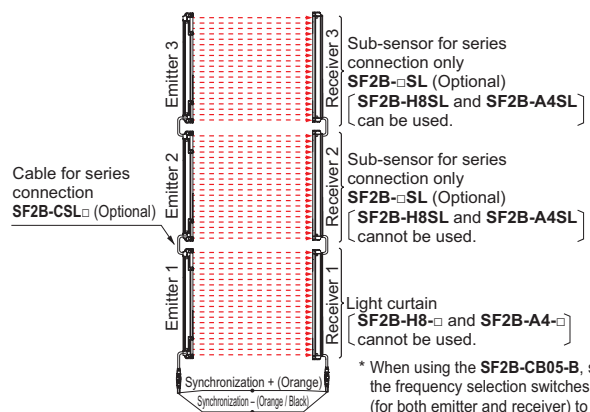 Emitter 3
Receiver 3
Sub-sensor for series
connection only
SF2B-□SL (Optional)
SF2B-H8SL and SF2B-A4SL
can be used.
Emitter 2
Receiver 2
Sub-sensor for series
connection only
SF2B-□SL (Optional)
SF2B-H8SL and SF2B-A4SL
cannot be used.
Cable for series
connection
SF2B-CSL□ (Optional)
Emitter 1
Receiver 1
Light curtain
SF2B-H8-□ and SF2B-A4-□
cannot be used.
Synchronization + (Orange)
Synchronization – (Orange / Black)
* When using the SF2B-CB05-B, s
the frequency selection switches
(for both emitter and receiver) to